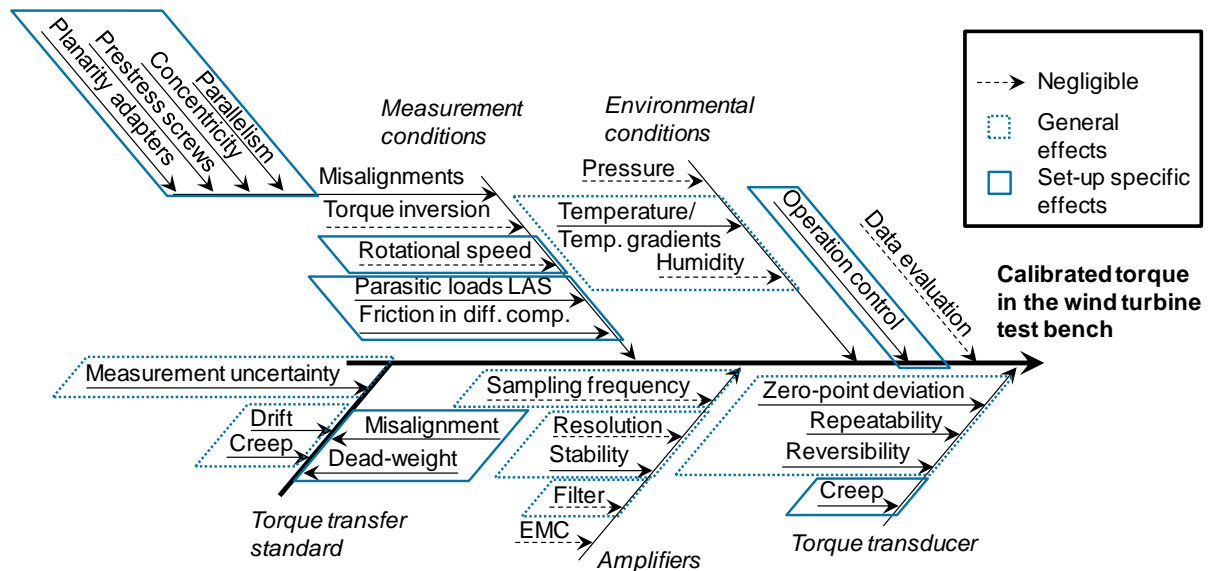 Planarity adapters
Prestress screws
Concentricity
Parallelism
Measurement
conditions
Misalignments
Torque inversion
Rotational speed
Parasitic loads LAS
Friction in diff. comp.
Environmental
conditions
Pressure
Temperature/
Temp. gradients
Humidity
Operation control
Data evaluation
Negligible
General
effects
Set-up specific
effects
Calibrated torque
in the wind turbine
test bench
Measurement uncertainty
Drift
Creep
Misalignment
Dead-weight
Torque transfer
standard
Sampling frequency
Resolution
Stability
Filter
EMC
Amplifiers
Zero-point deviation
Repeatability
Reversibility
Creep
Torque transducer